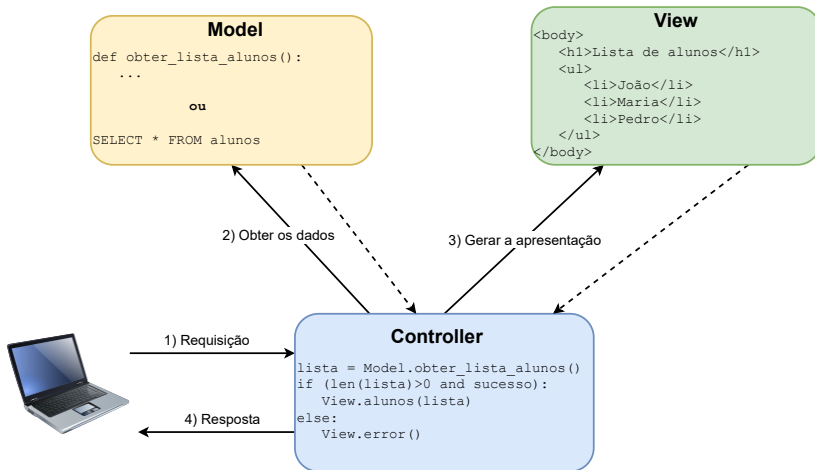 Model
def obter_lista_alunos():
...
ou
SELECT * FROM alunos
View
<body>
<h1>Lista de alunos</h1>
<ul>
<li>João</li>
<li>Maria</li>
<li>Pedro</li>
</ul>
</body>
2) Obter os dados
3) Gerar a apresentação
1) Requisição
4) Resposta
Controller
lista = Model.obter_lista_alunos()
if (len(lista)>0 and sucesso):
View.alunos(lista)
else:
View.error()